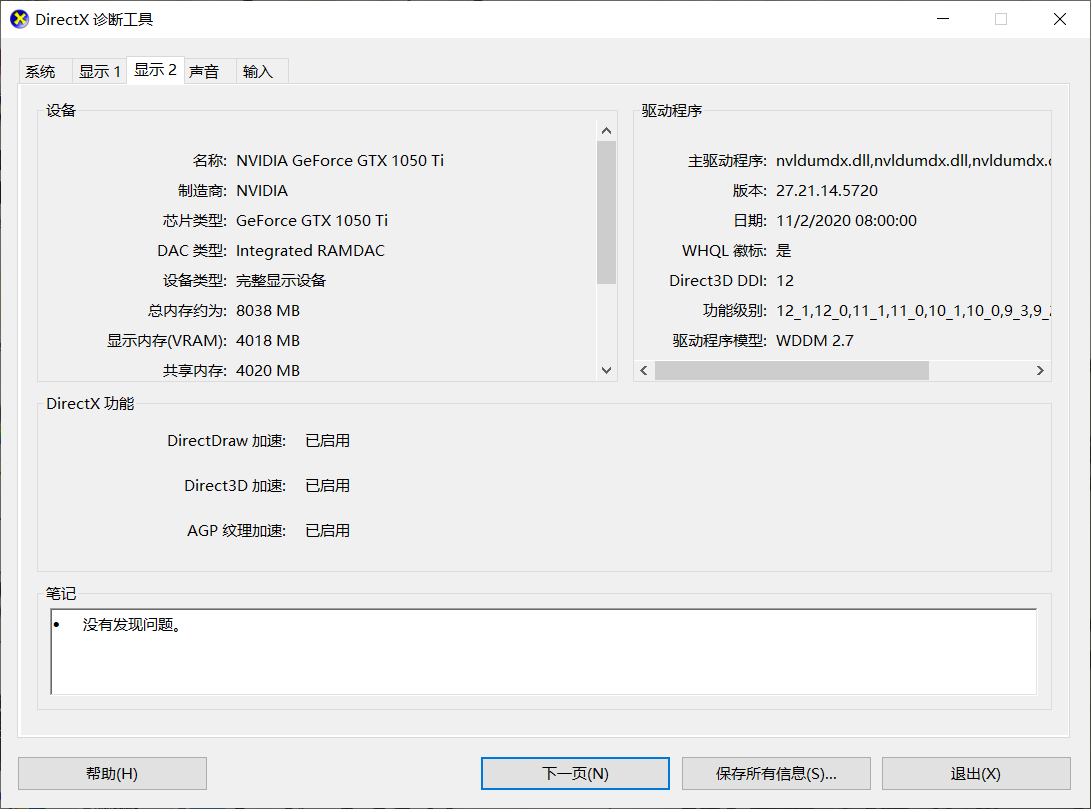 DirectX 诊断工具
系统 显示 1 显示 2 声音 输入
设备
名称: NVIDIA GeForce GTX 1050 Ti
制造商: NVIDIA
芯片类型: GeForce GTX 1050 Ti
DAC 类型: Integrated RAMDAC
设备类型: 完整显示设备
总内存约为: 8038 MB
显示内存(VRAM): 4018 MB
共享内存: 4020 MB
驱动程序
主驱动程序: nvldumdx.dll,nvldumdx.dll,nvldumdx.
版本: 27.21.14.5720
日期: 11/2/2020 08:00:00
WHQL 徽标: 是
Direct3D DDI: 12
功能级别: 12_1,12_0,11_1,11_0,10_1,10_0,9_3,9_
驱动程序模型: WDDM 2.7
DirectX 功能
DirectDraw 加速: 已启用
Direct3D 加速: 已启用
AGP 纹理加速: 已启用
笔记
• 没有发现问题。
帮助(H) 下一页(N) 保存所有信息(S)... 退出(X)